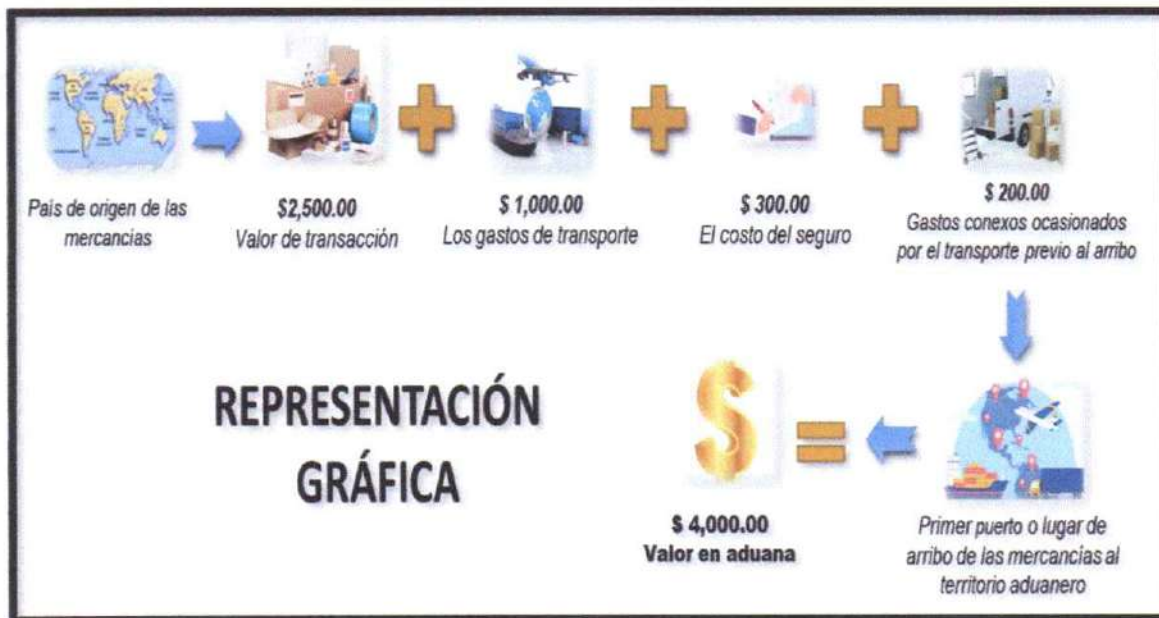 País de origen de las
mercancías
$2,500.00
Valor de transacción
$ 1,000.00
Los gastos de transporte
$ 300.00
El costo del seguro
$ 200.00
Gastos conexos ocasionados
por el transporte previo al arribo
REPRESENTACIÓN
GRÁFICA
$
$ 4,000.00
Valor en aduana
Primer puerto o lugar de
arribo de las mercancías al
territorio aduanero